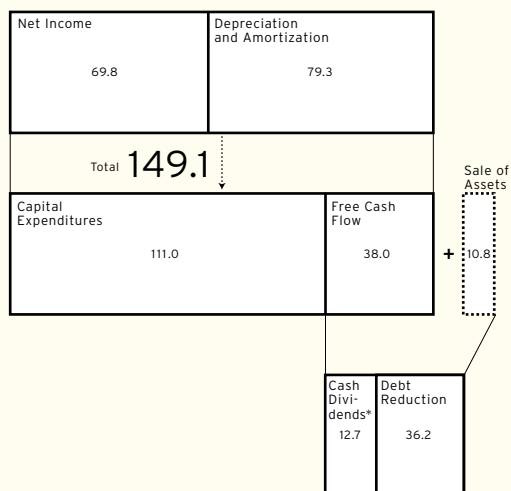 Net Income
69.8
Depreciation
and Amortization
79.3
Total 149.1
Sale of
Assets
Capital
Expenditures
111.0
Free Cash
Flow
38.0
+
10.8
Cash
Divi-
dends*
12.7
Debt
Reduction
36.2